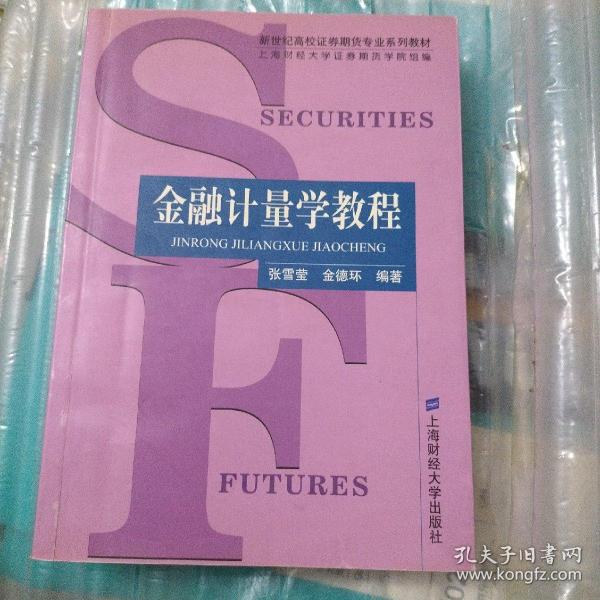 新世纪高校证券期货专业系列教材
上海财经大学证券期货学院组编
SECURITIES
金融计量学教程
JINRONG JILIANGXUE JIAOCHENG
张雪莹 金德环 编著
FUTURES
上海财经大学出版社
孔夫子旧书网
www.kongfz.com